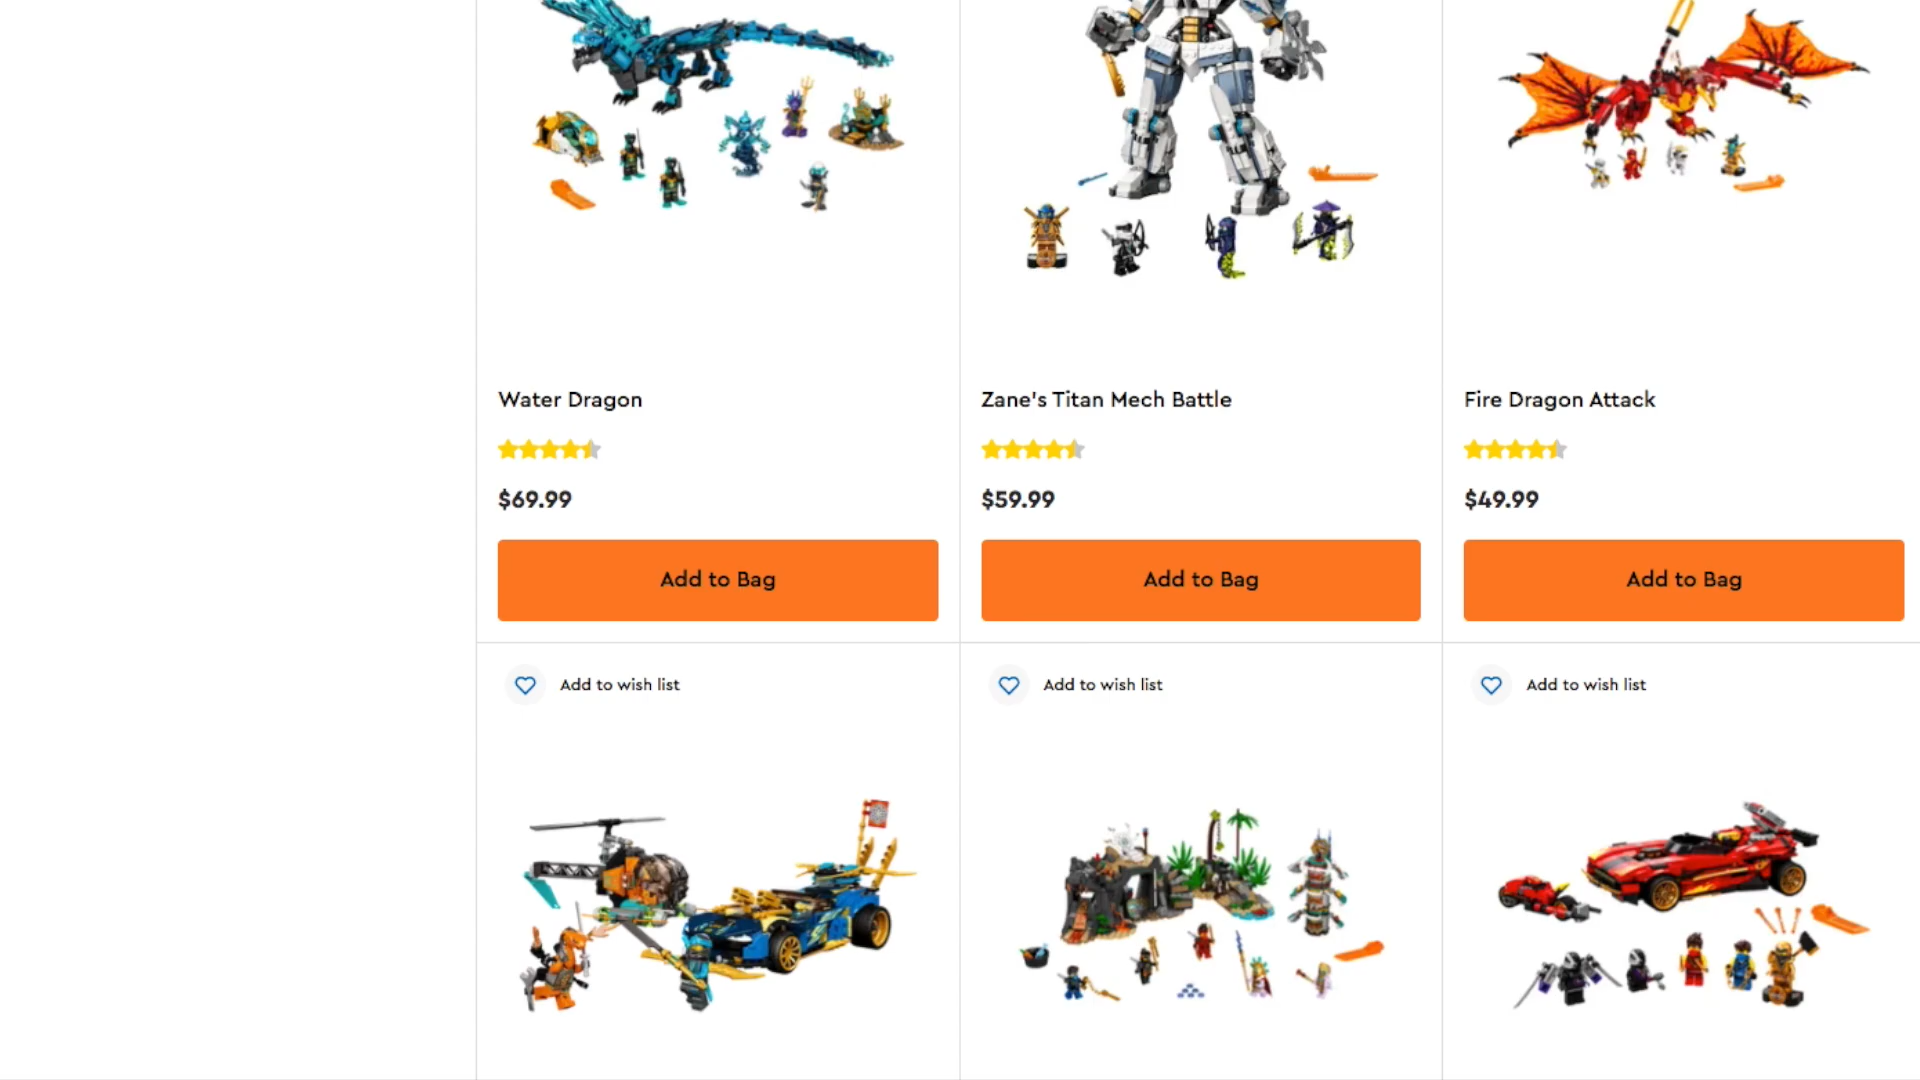 Water Dragon
Zane's Titan Mech Battle
Fire Dragon Attack
$69.99
$59.99
$49.99
Add to Bag
Add to Bag
Add to Bag
Add to wish list
Add to wish list
Add to wish list